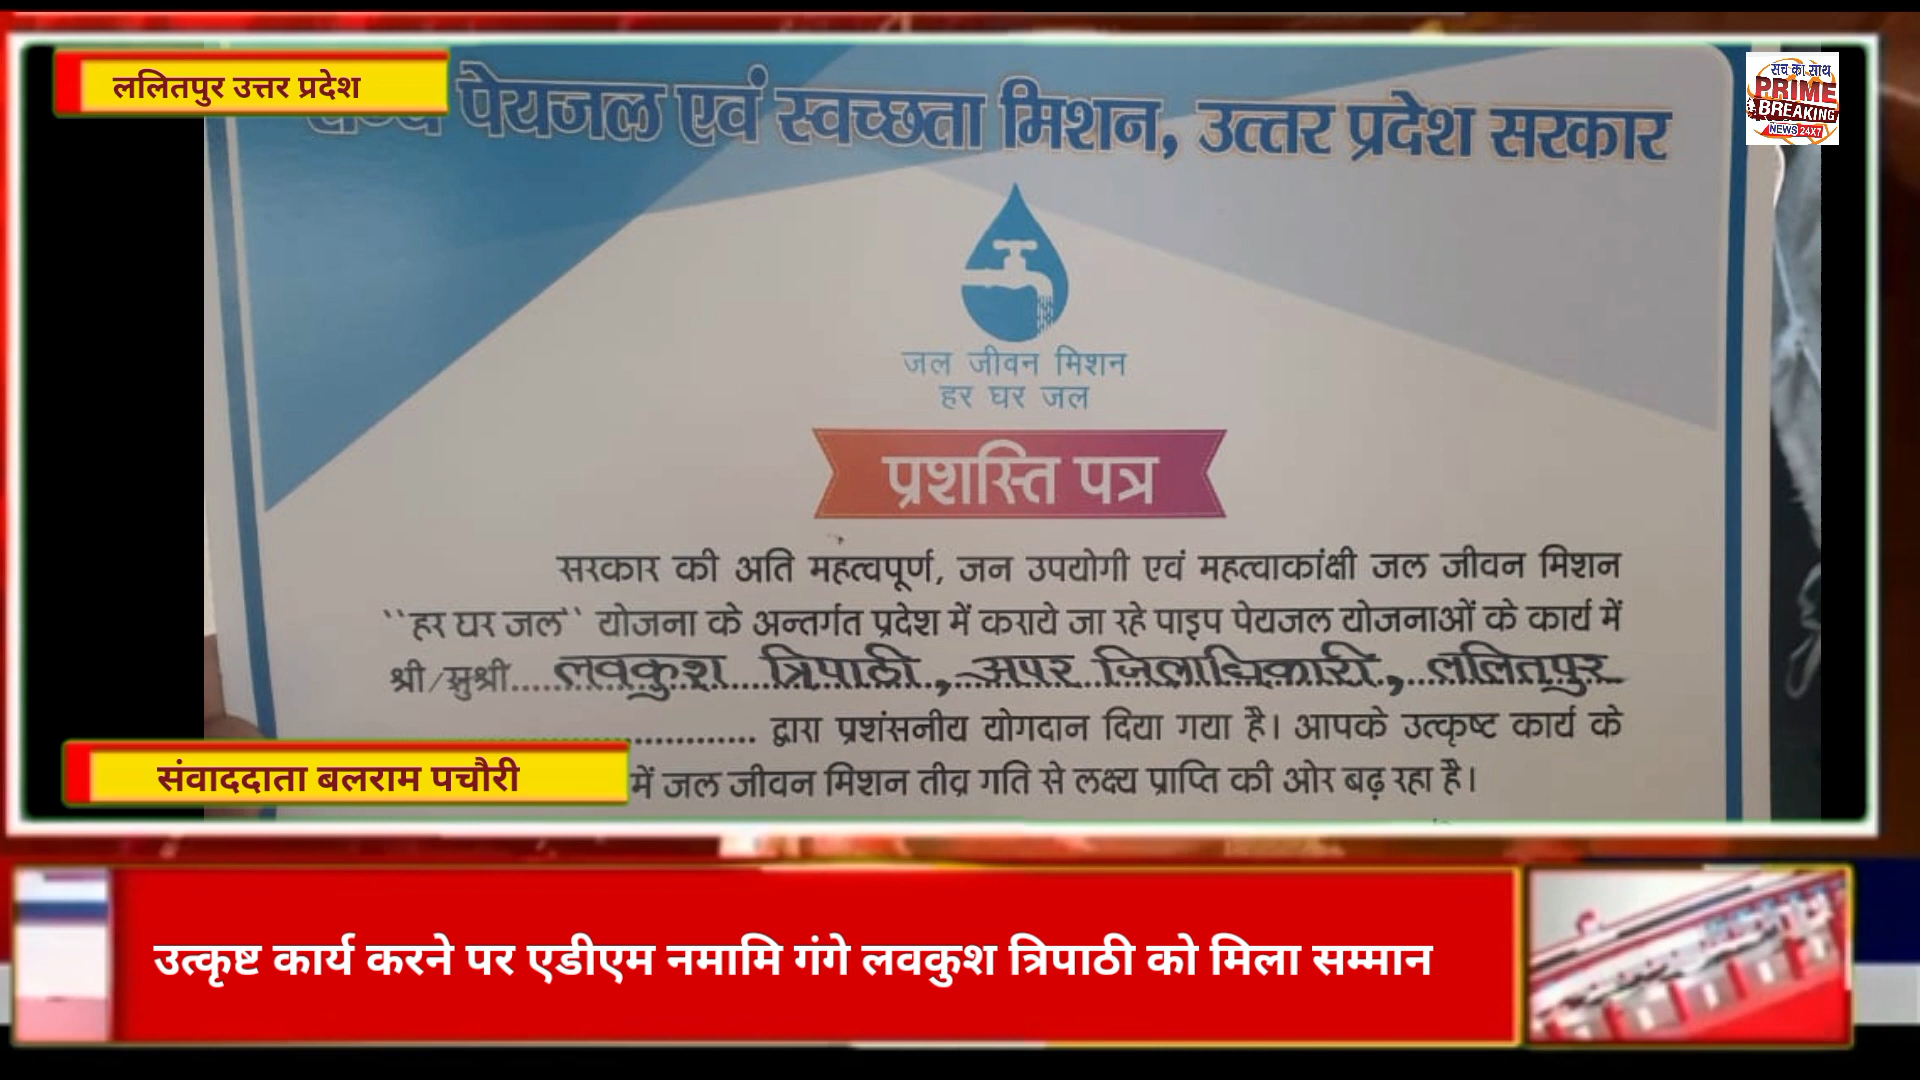 ललितपुर उत्तर प्रदेश
सच का साथ
PRIME
BREAKING
NEWS 24X7
पेयजल एवं स्वच्छता मिशन, उत्तर प्रदेश सरकार
जल जीवन मिशन
हर घर जल
प्रशस्ति पत्र
सरकार की अति महत्वपूर्ण, जन उपयोगी एवं महत्वाकांक्षी जल जीवन मिशन
``हर घर जल`` योजना के अन्तर्गत प्रदेश में कराये जा रहे पाइप पेयजल योजनाओं के कार्य में
श्री/सुश्री.....लवकुश त्रिपाठी, अपर जिलाधिकारी, ललितपुर
.............................. द्वारा प्रशंसनीय योगदान दिया गया है। आपके उत्कृष्ट कार्य के
में जल जीवन मिशन तीव्र गति से लक्ष्य प्राप्ति की ओर बढ़ रहा है।
संवाददाता बलराम पचौरी
उत्कृष्ट कार्य करने पर एडीएम नमामि गंगे लवकुश त्रिपाठी को मिला सम्मान